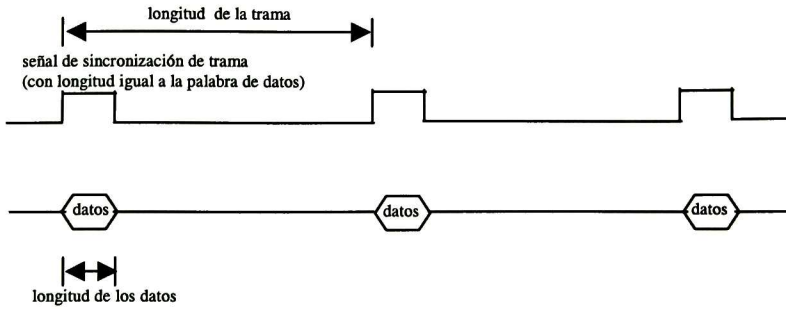 longitud de la trama
señal de sincronización de trama
(con longitud igual a la palabra de datos)
datos
datos
datos
longitud de los datos